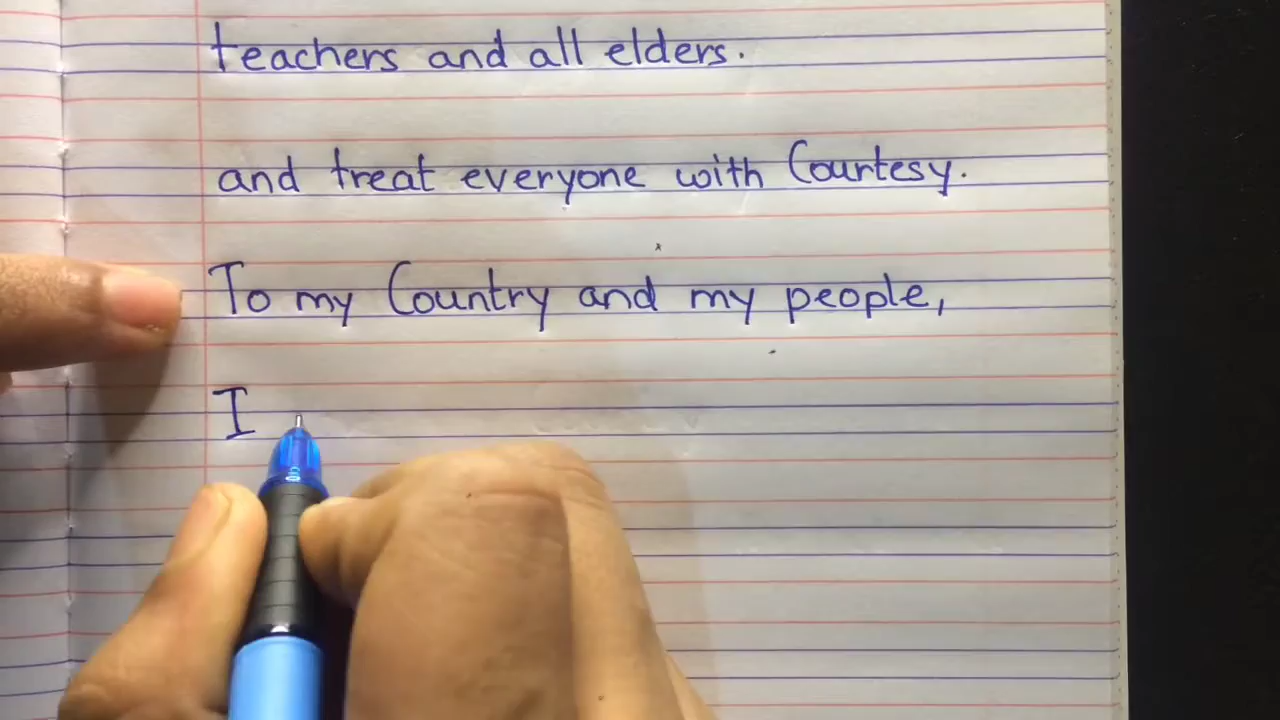 teachers and all elders.
and treat everyone with Courtesy.
To my Country and my people,
I